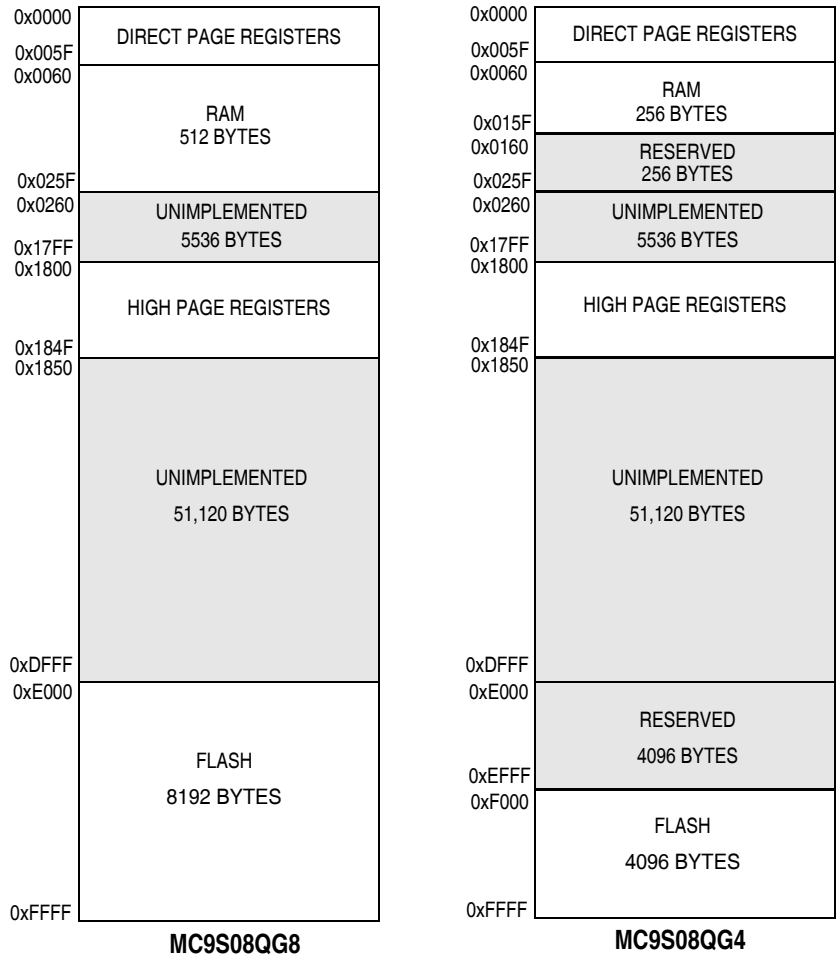 0x0000
DIRECT PAGE REGISTERS
0x005F
0x0060
RAM
512 BYTES
0x025F
0x0260
UNIMPLEMENTED
5536 BYTES
0x17FF
0x1800
HIGH PAGE REGISTERS
0x184F
0x1850
UNIMPLEMENTED
51,120 BYTES
0xDFFF
0xE000
FLASH
8192 BYTES
0xFFFF
MC9S08QG8
0x0000
DIRECT PAGE REGISTERS
0x005F
0x0060
RAM
256 BYTES
0x015F
0x0160
RESERVED
256 BYTES
0x025F
0x0260
UNIMPLEMENTED
5536 BYTES
0x17FF
0x1800
HIGH PAGE REGISTERS
0x184F
0x1850
UNIMPLEMENTED
51,120 BYTES
0xDFFF
0xE000
RESERVED
4096 BYTES
0xEFFF
0xF000
FLASH
4096 BYTES
0xFFFF
MC9S08QG4